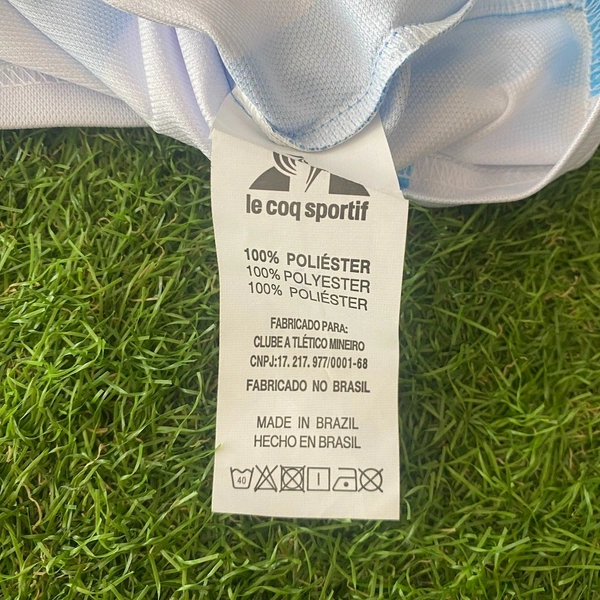 le coq sportif
100% POLIÉSTER
100% POLYESTER
100% POLIÉSTER
FABRICADO PARA:
CLUBE A TLÉTICO MINEIRO
CNPJ:17. 217. 977/0001-68
FABRICADO NO BRASIL
MADE IN BRAZIL
HECHO EN BRASIL
40